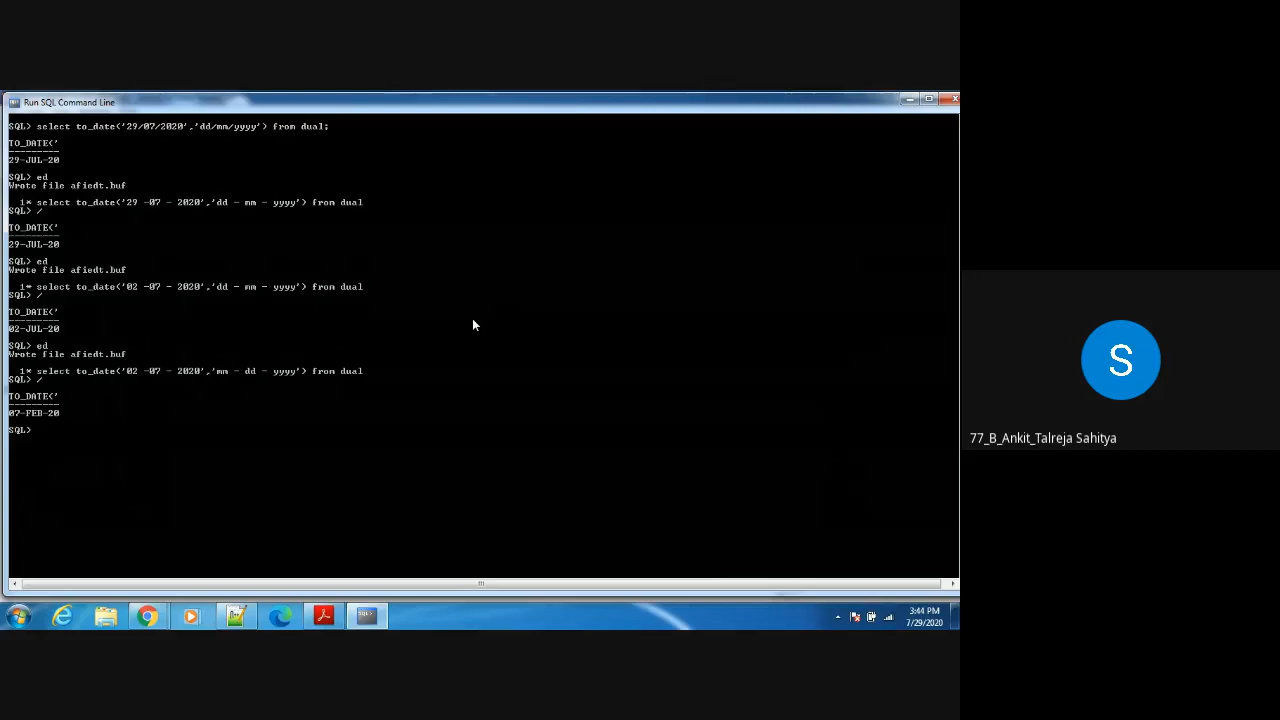 Run SQL Command Line
SQL> select to_date('29/07/2020','dd/mm/yyyy') from dual;
TO_DATE('
---------
29-JUL-20
SQL> ed
Wrote file afiedt.buf
1* select to_date('29 -07 - 2020','dd - mm - yyyy') from dual
SQL> /
TO_DATE('
---------
29-JUL-20
SQL> ed
Wrote file afiedt.buf
1* select to_date('02 -07 - 2020','dd - mm - yyyy') from dual
SQL> /
TO_DATE('
---------
02-JUL-20
SQL> ed
Wrote file afiedt.buf
1* select to_date('02 -07 - 2020','mm - dd - yyyy') from dual
SQL> /
TO_DATE('
---------
07-FEB-20
SQL>
S
77_B_Ankit_Talreja Sahitya
3:44 PM
7/29/2020